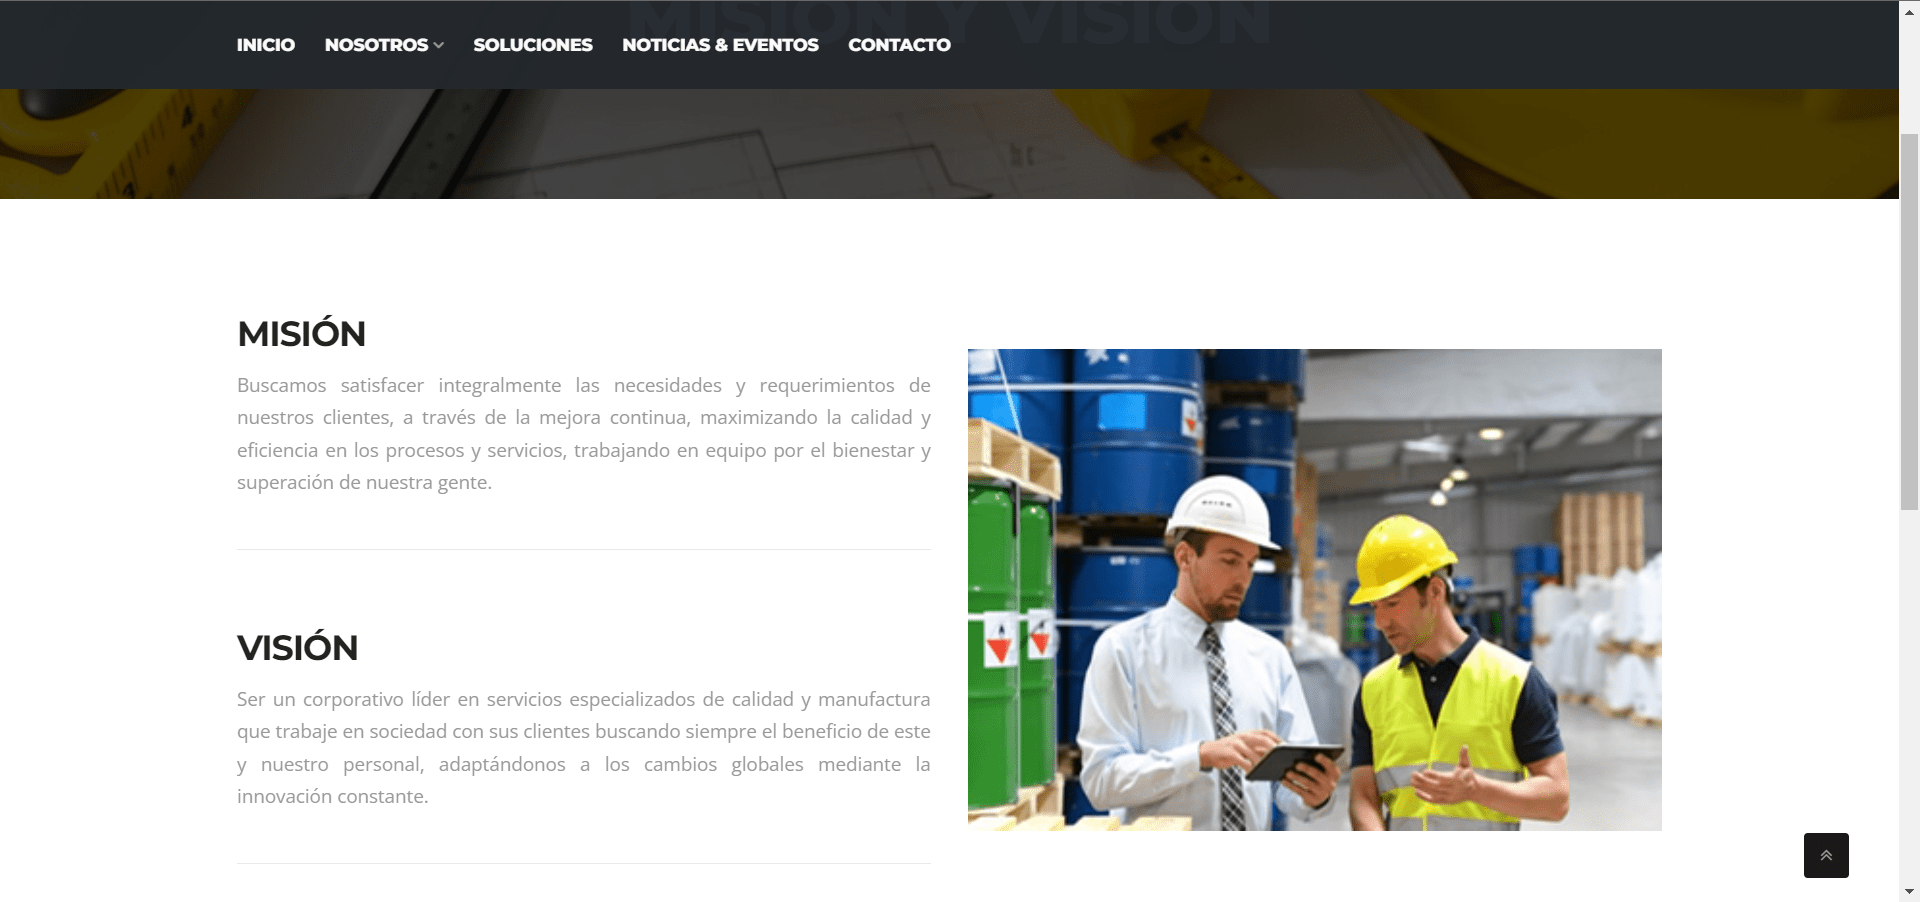 MISIÓN Y VISIÓN
INICIO NOSOTROS SOLUCIONES NOTICIAS & EVENTOS CONTACTO
MISIÓN
Buscamos satisfacer integralmente las necesidades y requerimientos de
nuestros clientes, a través de la mejora continua, maximizando la calidad y
eficiencia en los procesos y servicios, trabajando en equipo por el bienestar y
superación de nuestra gente.
VISIÓN
Ser un corporativo líder en servicios especializados de calidad y manufactura
que trabaje en sociedad con sus clientes buscando siempre el beneficio de este
y nuestro personal, adaptándonos a los cambios globales mediante la
innovación constante.